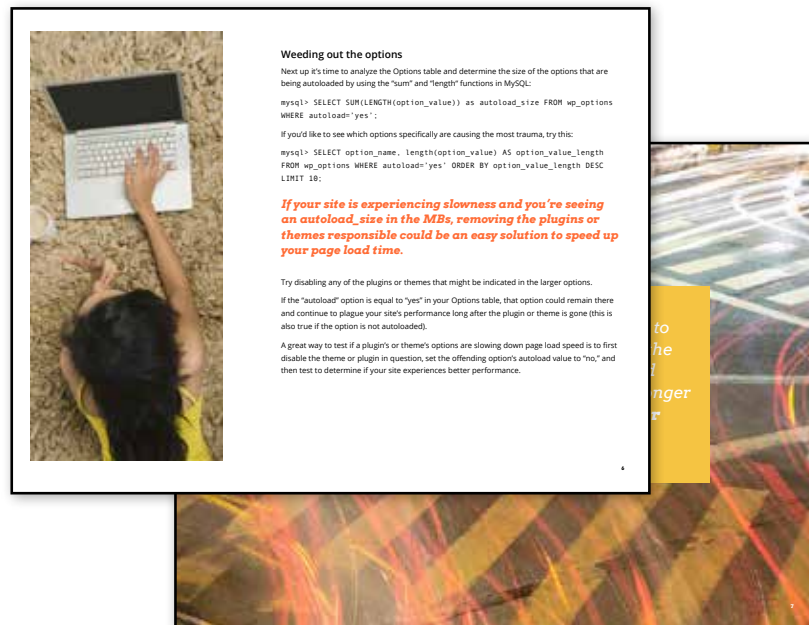 Weeding out the options
Next up it's time to analyze the Options table and determine the size of the options that are
being autoloaded by using the "sum" and "length" functions in MySQL:
mysql> SELECT SUM(LENGTH(option_value)) as autoload_size FROM wp_options
WHERE autoload='yes';
If you'd like to see which options specifically are causing the most trauma, try this:
mysql> SELECT option_name, length(option_value) AS option_value_length
FROM wp_options WHERE autoload='yes' ORDER BY option_value_length DESC
LIMIT 10;
If your site is experiencing slowness and you're seeing
an autoload_size in the MBs, removing the plugins or
themes responsible could be an easy solution to speed up
your page load time.
Try disabling any of the plugins or themes that might be indicated in the larger options.
If the "autoload" option is equal to "yes" in your Options table, that option could remain there
and continue to plague your site's performance long after the plugin or theme is gone (this is
also true if the option is not autoloaded).
A great way to test if a plugin's or theme's options are slowing down page load speed is to first
disable the theme or plugin in question, set the offending option's autoload value to "no," and
then test to determine if your site experiences better performance.
6
to
nger
7